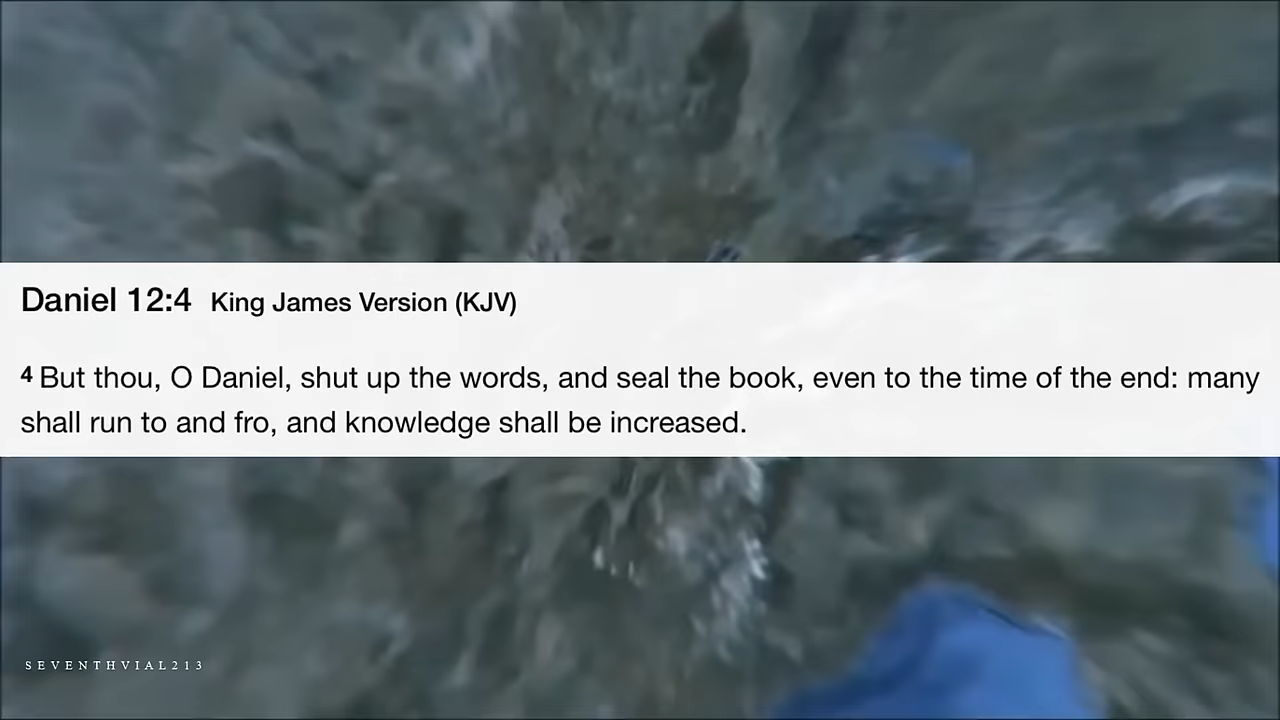 Daniel 12:4 King James Version (KJV)
4 But thou, O Daniel, shut up the words, and seal the book, even to the time of the end: many
shall run to and fro, and knowledge shall be increased.
SEVENTHVIAL213